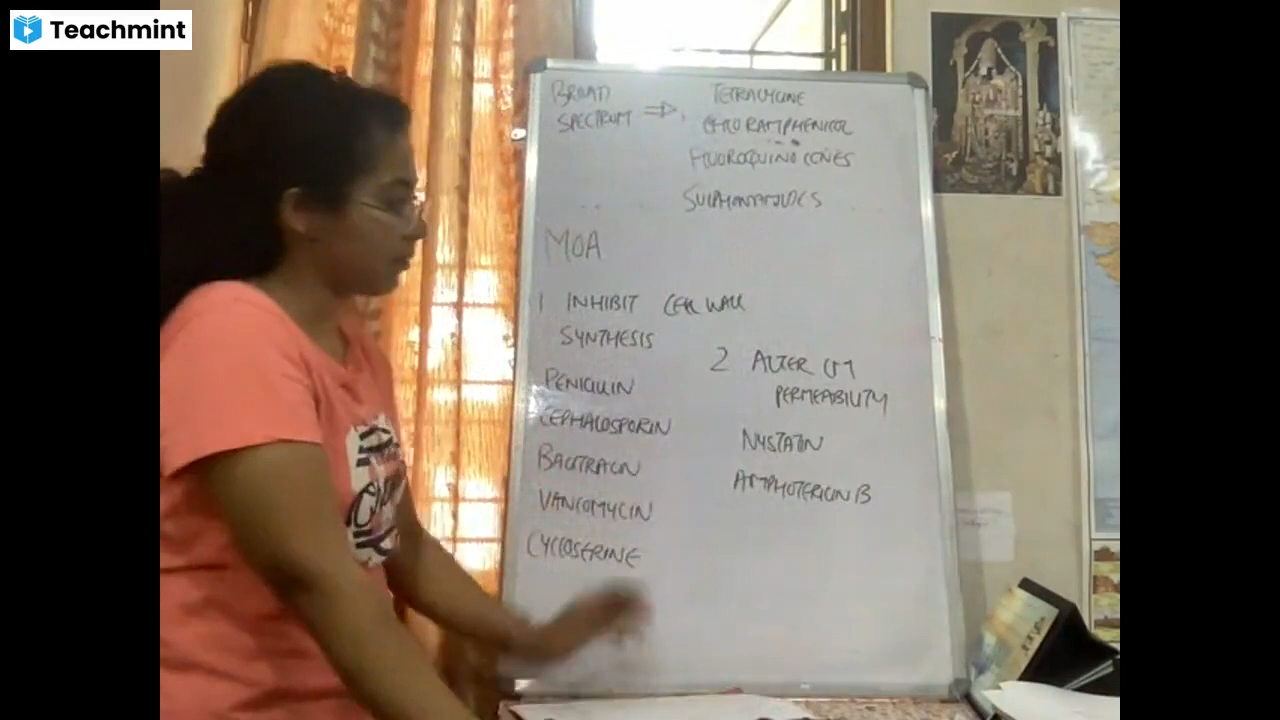 Teachmint
BROAD
SPECTRUM ⇒
TETRACYCLINE
CHLORAMPHENICOL
FLUOROQUINOLONES
SULPHONAMIDES
MOA
1 INHIBIT CELL WALL
SYNTHESIS
PENICILLIN
CEPHALOSPORIN
BACITRACIN
VANCOMYCIN
CYCLOSERINE
2 ALTER CM
PERMEABILITY
NYSTATIN
AMPHOTERICIN B